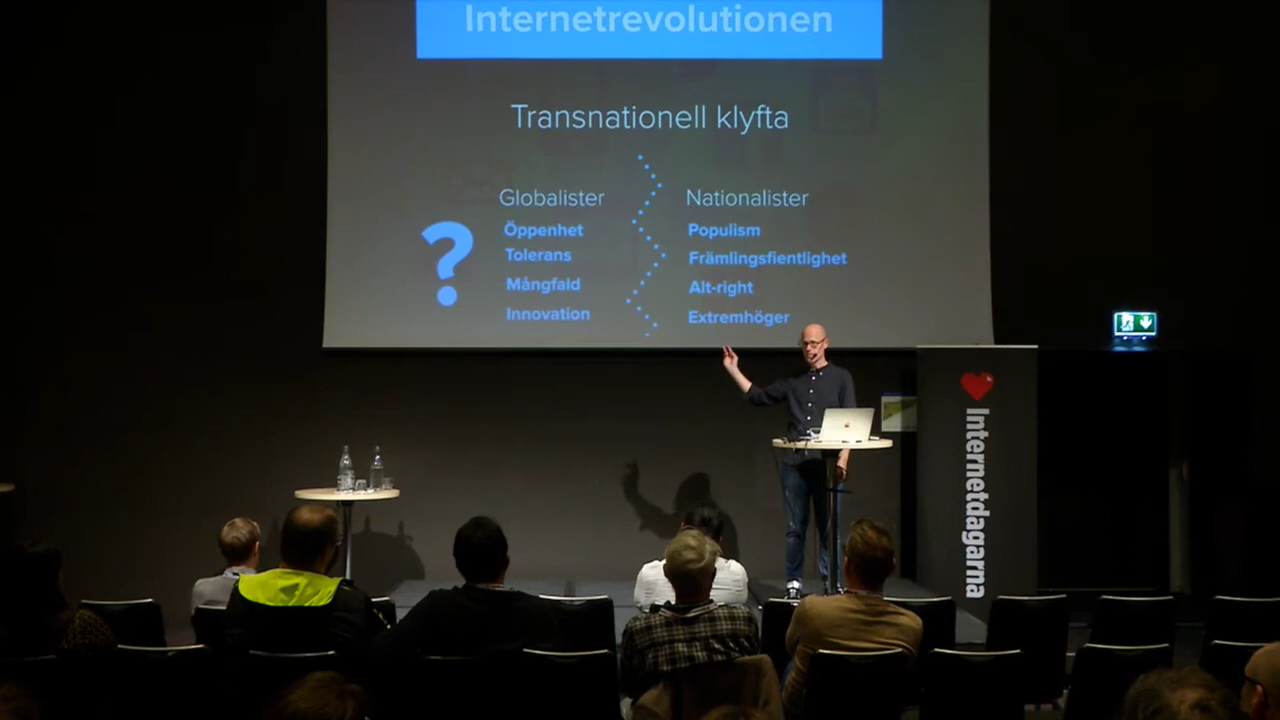 Internetrevolutionen
Transnationell klyfta
Globalister
Öppenhet
Tolerans
Mångfald
Innovation
?
Nationalister
Populism
Främlingsfientlighet
Alt-right
Extremhöger
Internetdagarna